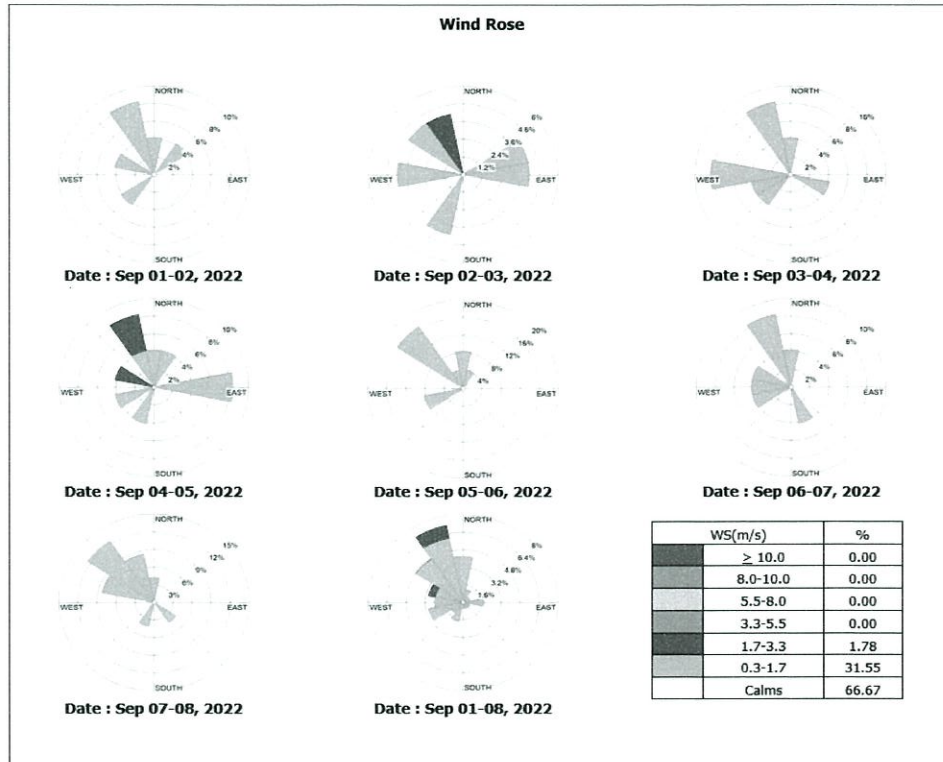 Wind Rose
NORTH
10%
8%
6%
4%
2%
WEST
EAST
SOUTH
Date : Sep 01-02, 2022
NORTH
6%
4.8%
3.6%
2.4%
1.2%
WEST
EAST
SOUTH
Date : Sep 02-03, 2022
NORTH
10%
8%
6%
4%
2%
WEST
EAST
SOUTH
Date : Sep 03-04, 2022
NORTH
10%
8%
6%
4%
2%
WEST
EAST
SOUTH
Date : Sep 04-05, 2022
NORTH
20%
16%
12%
8%
4%
WEST
EAST
SOUTH
Date : Sep 05-06, 2022
NORTH
10%
8%
6%
4%
2%
WEST
EAST
SOUTH
Date : Sep 06-07, 2022
NORTH
15%
12%
9%
6%
3%
WEST
EAST
SOUTH
Date : Sep 07-08, 2022
NORTH
8%
6.4%
4.8%
3.2%
1.6%
WEST
EAST
SOUTH
Date : Sep 01-08, 2022
WS(m/s) %
≥ 10.0 0.00
8.0-10.0 0.00
5.5-8.0 0.00
3.3-5.5 0.00
1.7-3.3 1.78
0.3-1.7 31.55
Calms 66.67